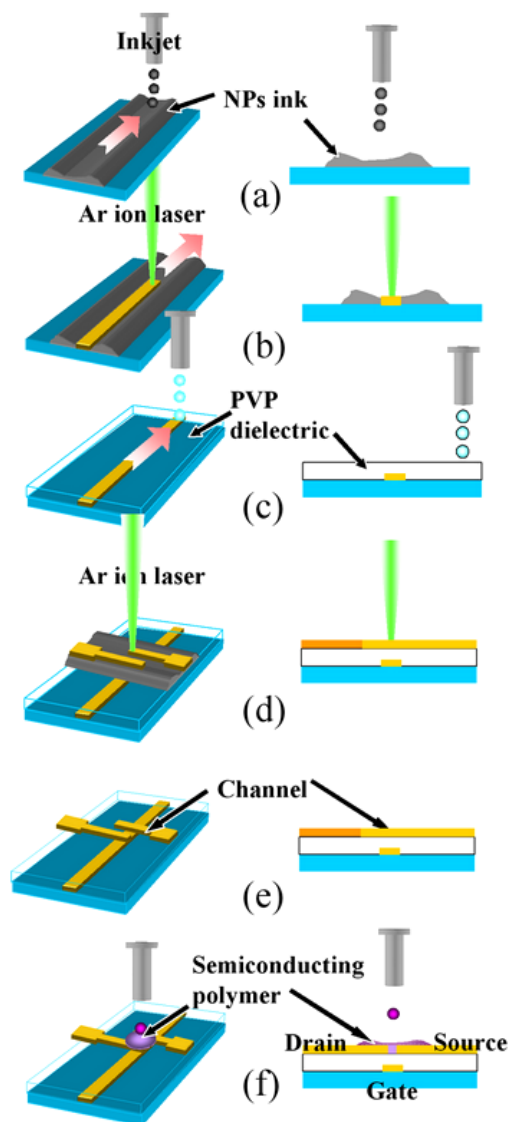 Inkjet
NPs ink
(a)
Ar ion laser
(b)
PVP
dielectric
(c)
Ar ion laser
(d)
Channel
(e)
Semiconducting
polymer
Drain
Source
(f)
Gate